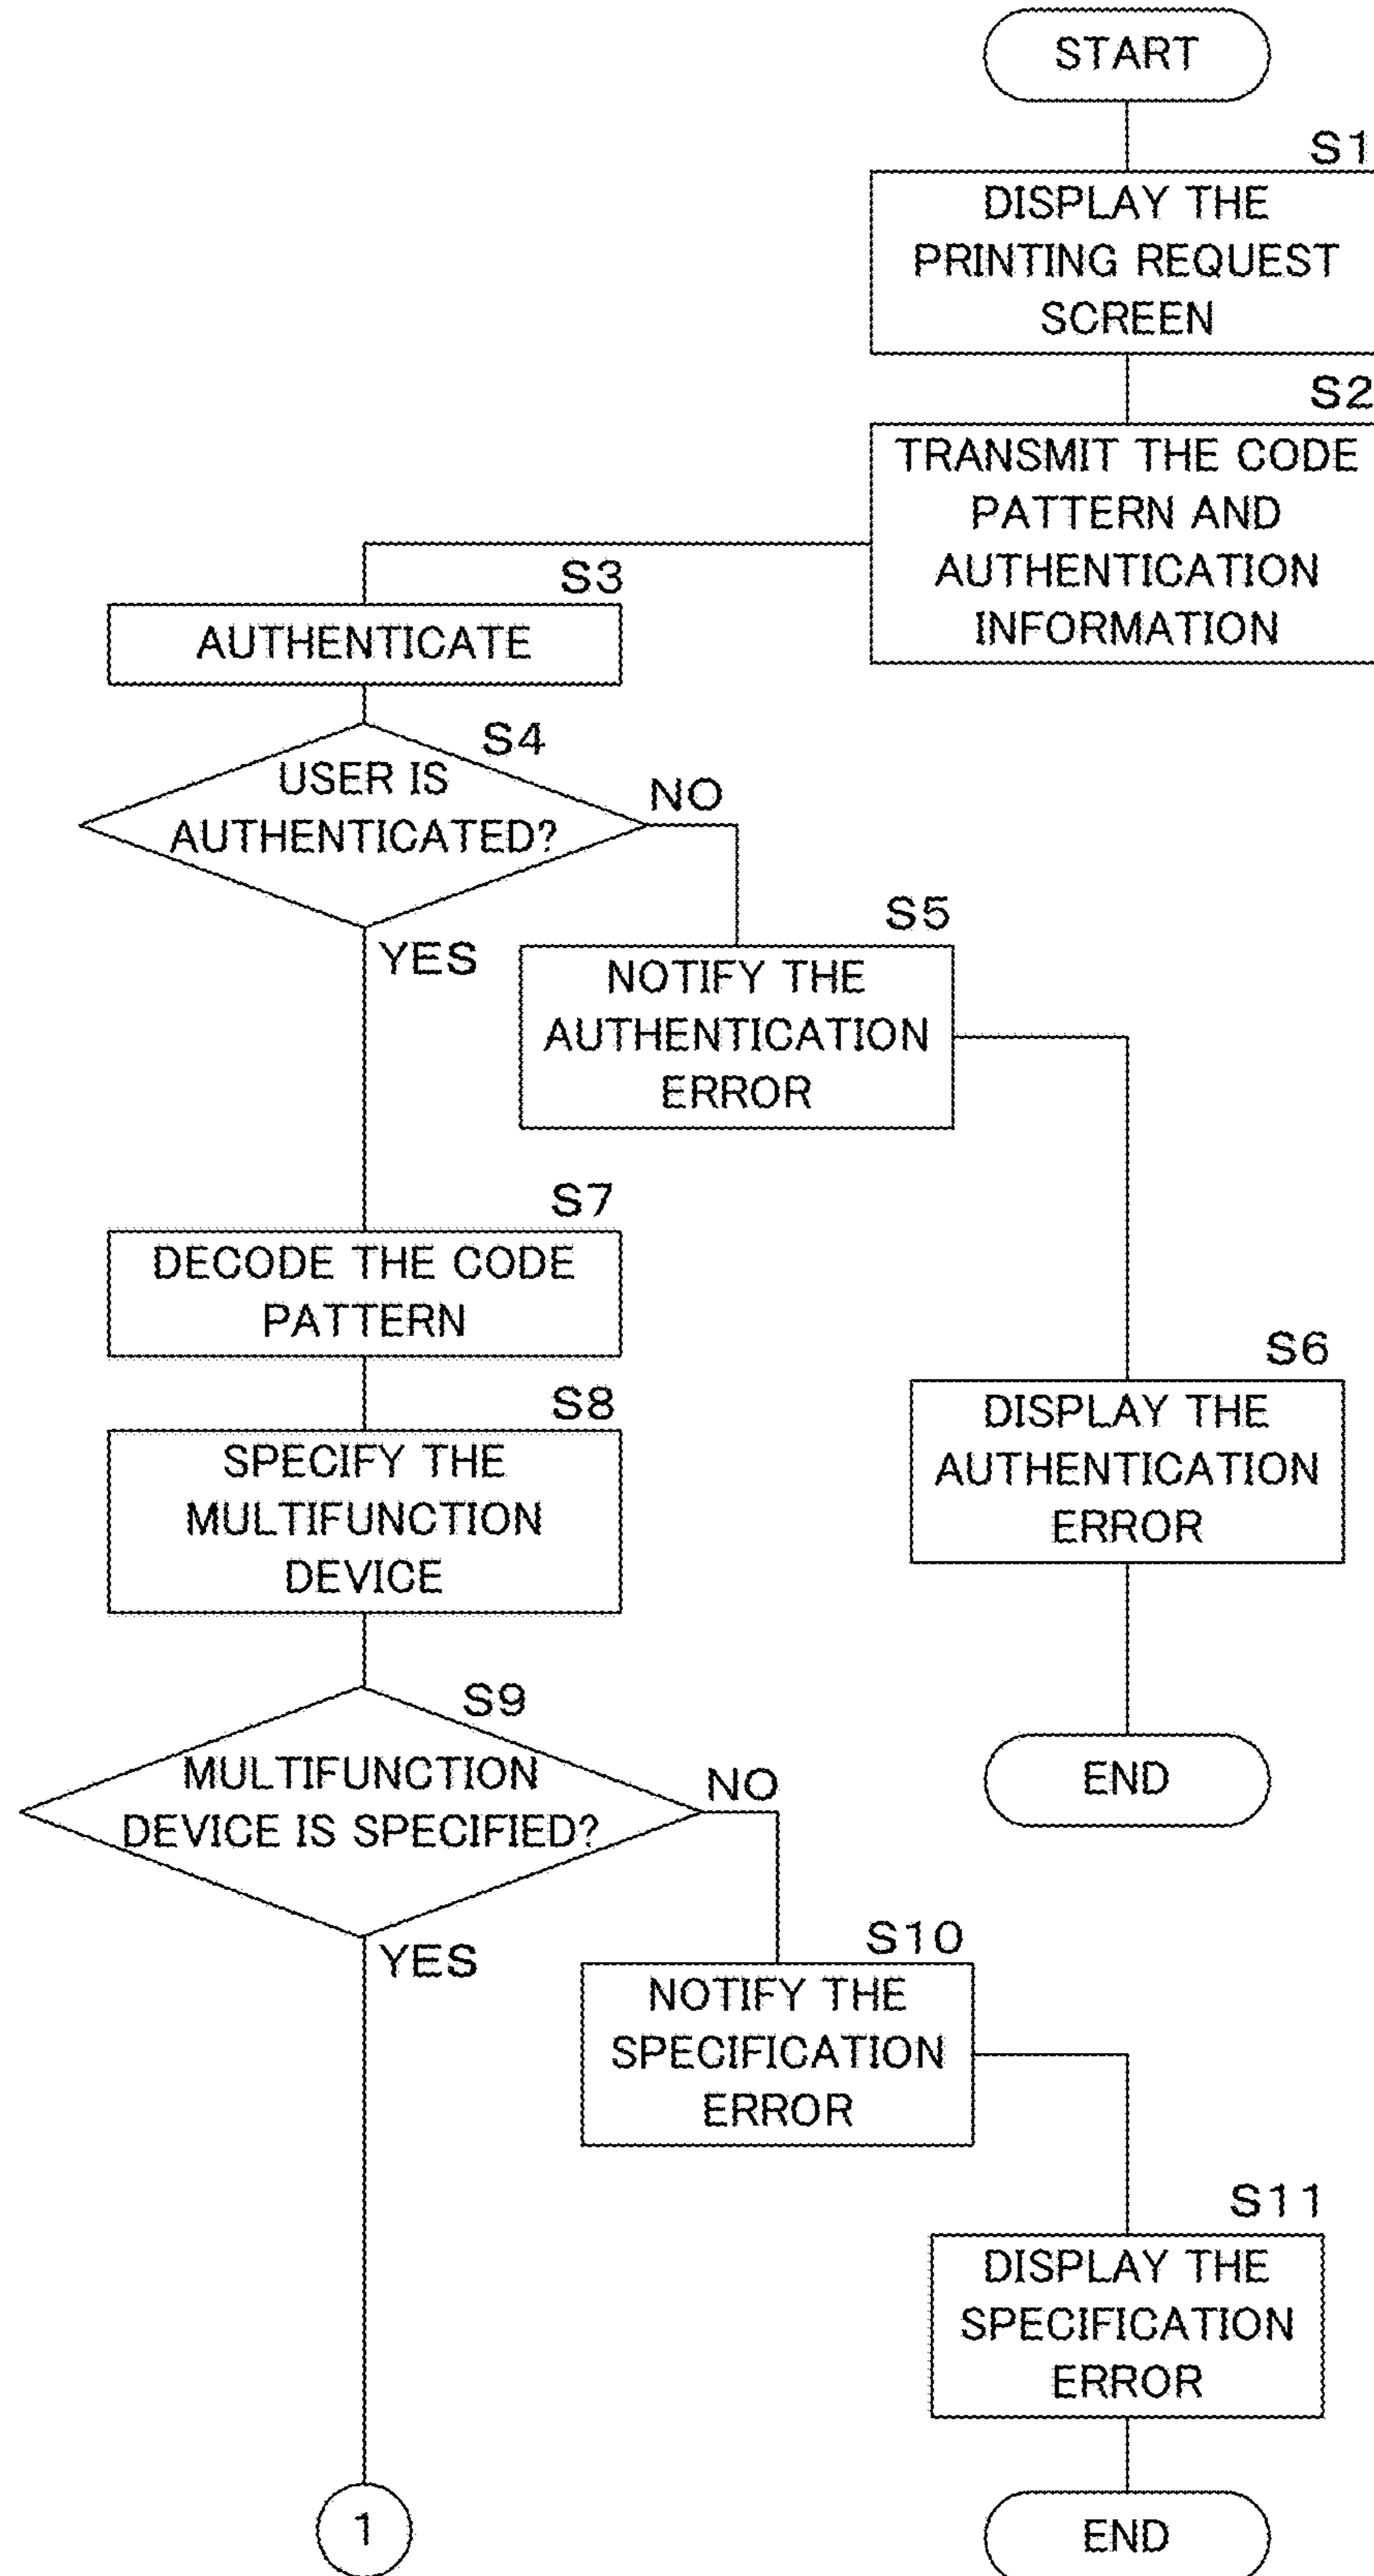 START
S1
DISPLAY THE
PRINTING REQUEST
SCREEN
S2
TRANSMIT THE CODE
PATTERN AND
AUTHENTICATION
INFORMATION
S3
AUTHENTICATE
S4
USER IS
AUTHENTICATED?
NO
YES
S5
NOTIFY THE
AUTHENTICATION
ERROR
S7
DECODE THE CODE
PATTERN
S6
DISPLAY THE
AUTHENTICATION
ERROR
S8
SPECIFY THE
MULTIFUNCTION
DEVICE
END
S9
MULTIFUNCTION
DEVICE IS SPECIFIED?
NO
YES
S10
NOTIFY THE
SPECIFICATION
ERROR
S11
DISPLAY THE
SPECIFICATION
ERROR
1
END